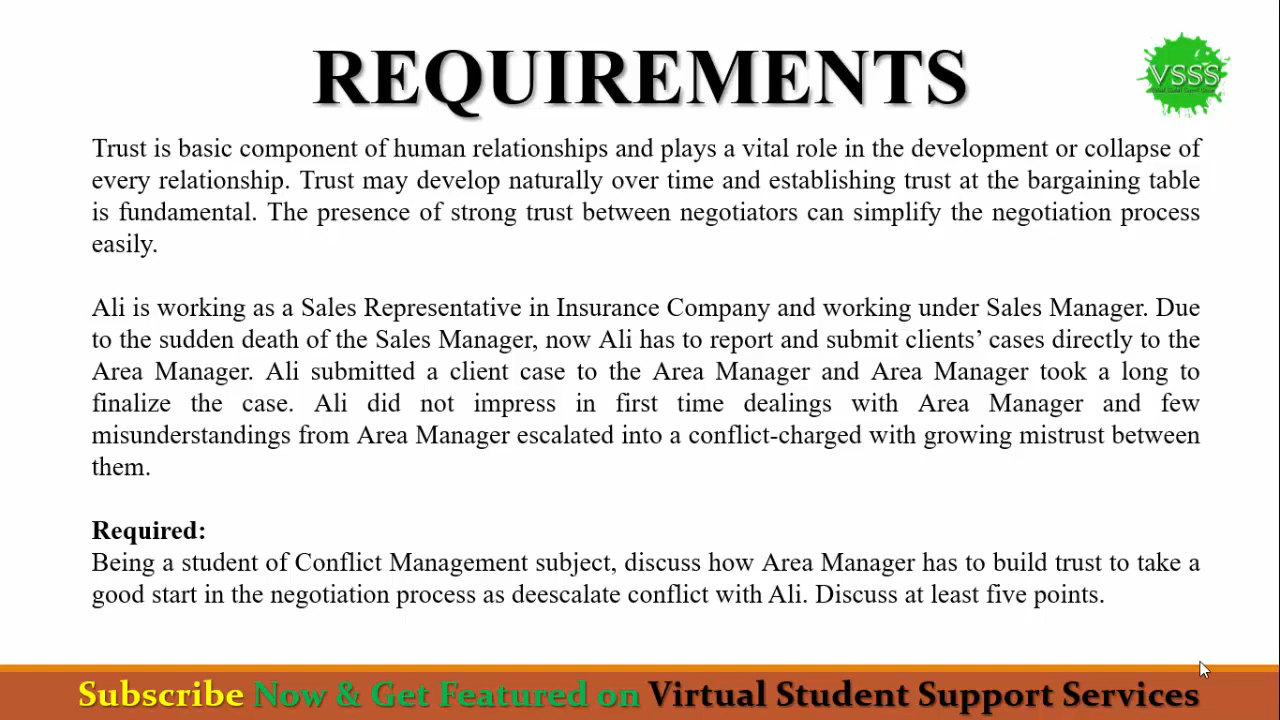 REQUIREMENTS
VSSS
Trust is basic component of human relationships and plays a vital role in the development or collapse of
every relationship. Trust may develop naturally over time and establishing trust at the bargaining table
is fundamental. The presence of strong trust between negotiators can simplify the negotiation process
easily.
Ali is working as a Sales Representative in Insurance Company and working under Sales Manager. Due
to the sudden death of the Sales Manager, now Ali has to report and submit clients’ cases directly to the
Area Manager. Ali submitted a client case to the Area Manager and Area Manager took a long to
finalize the case. Ali did not impress in first time dealings with Area Manager and few
misunderstandings from Area Manager escalated into a conflict-charged with growing mistrust between
them.
Required:
Being a student of Conflict Management subject, discuss how Area Manager has to build trust to take a
good start in the negotiation process as deescalate conflict with Ali. Discuss at least five points.
Subscribe Now & Get Featured on Virtual Student Support Services